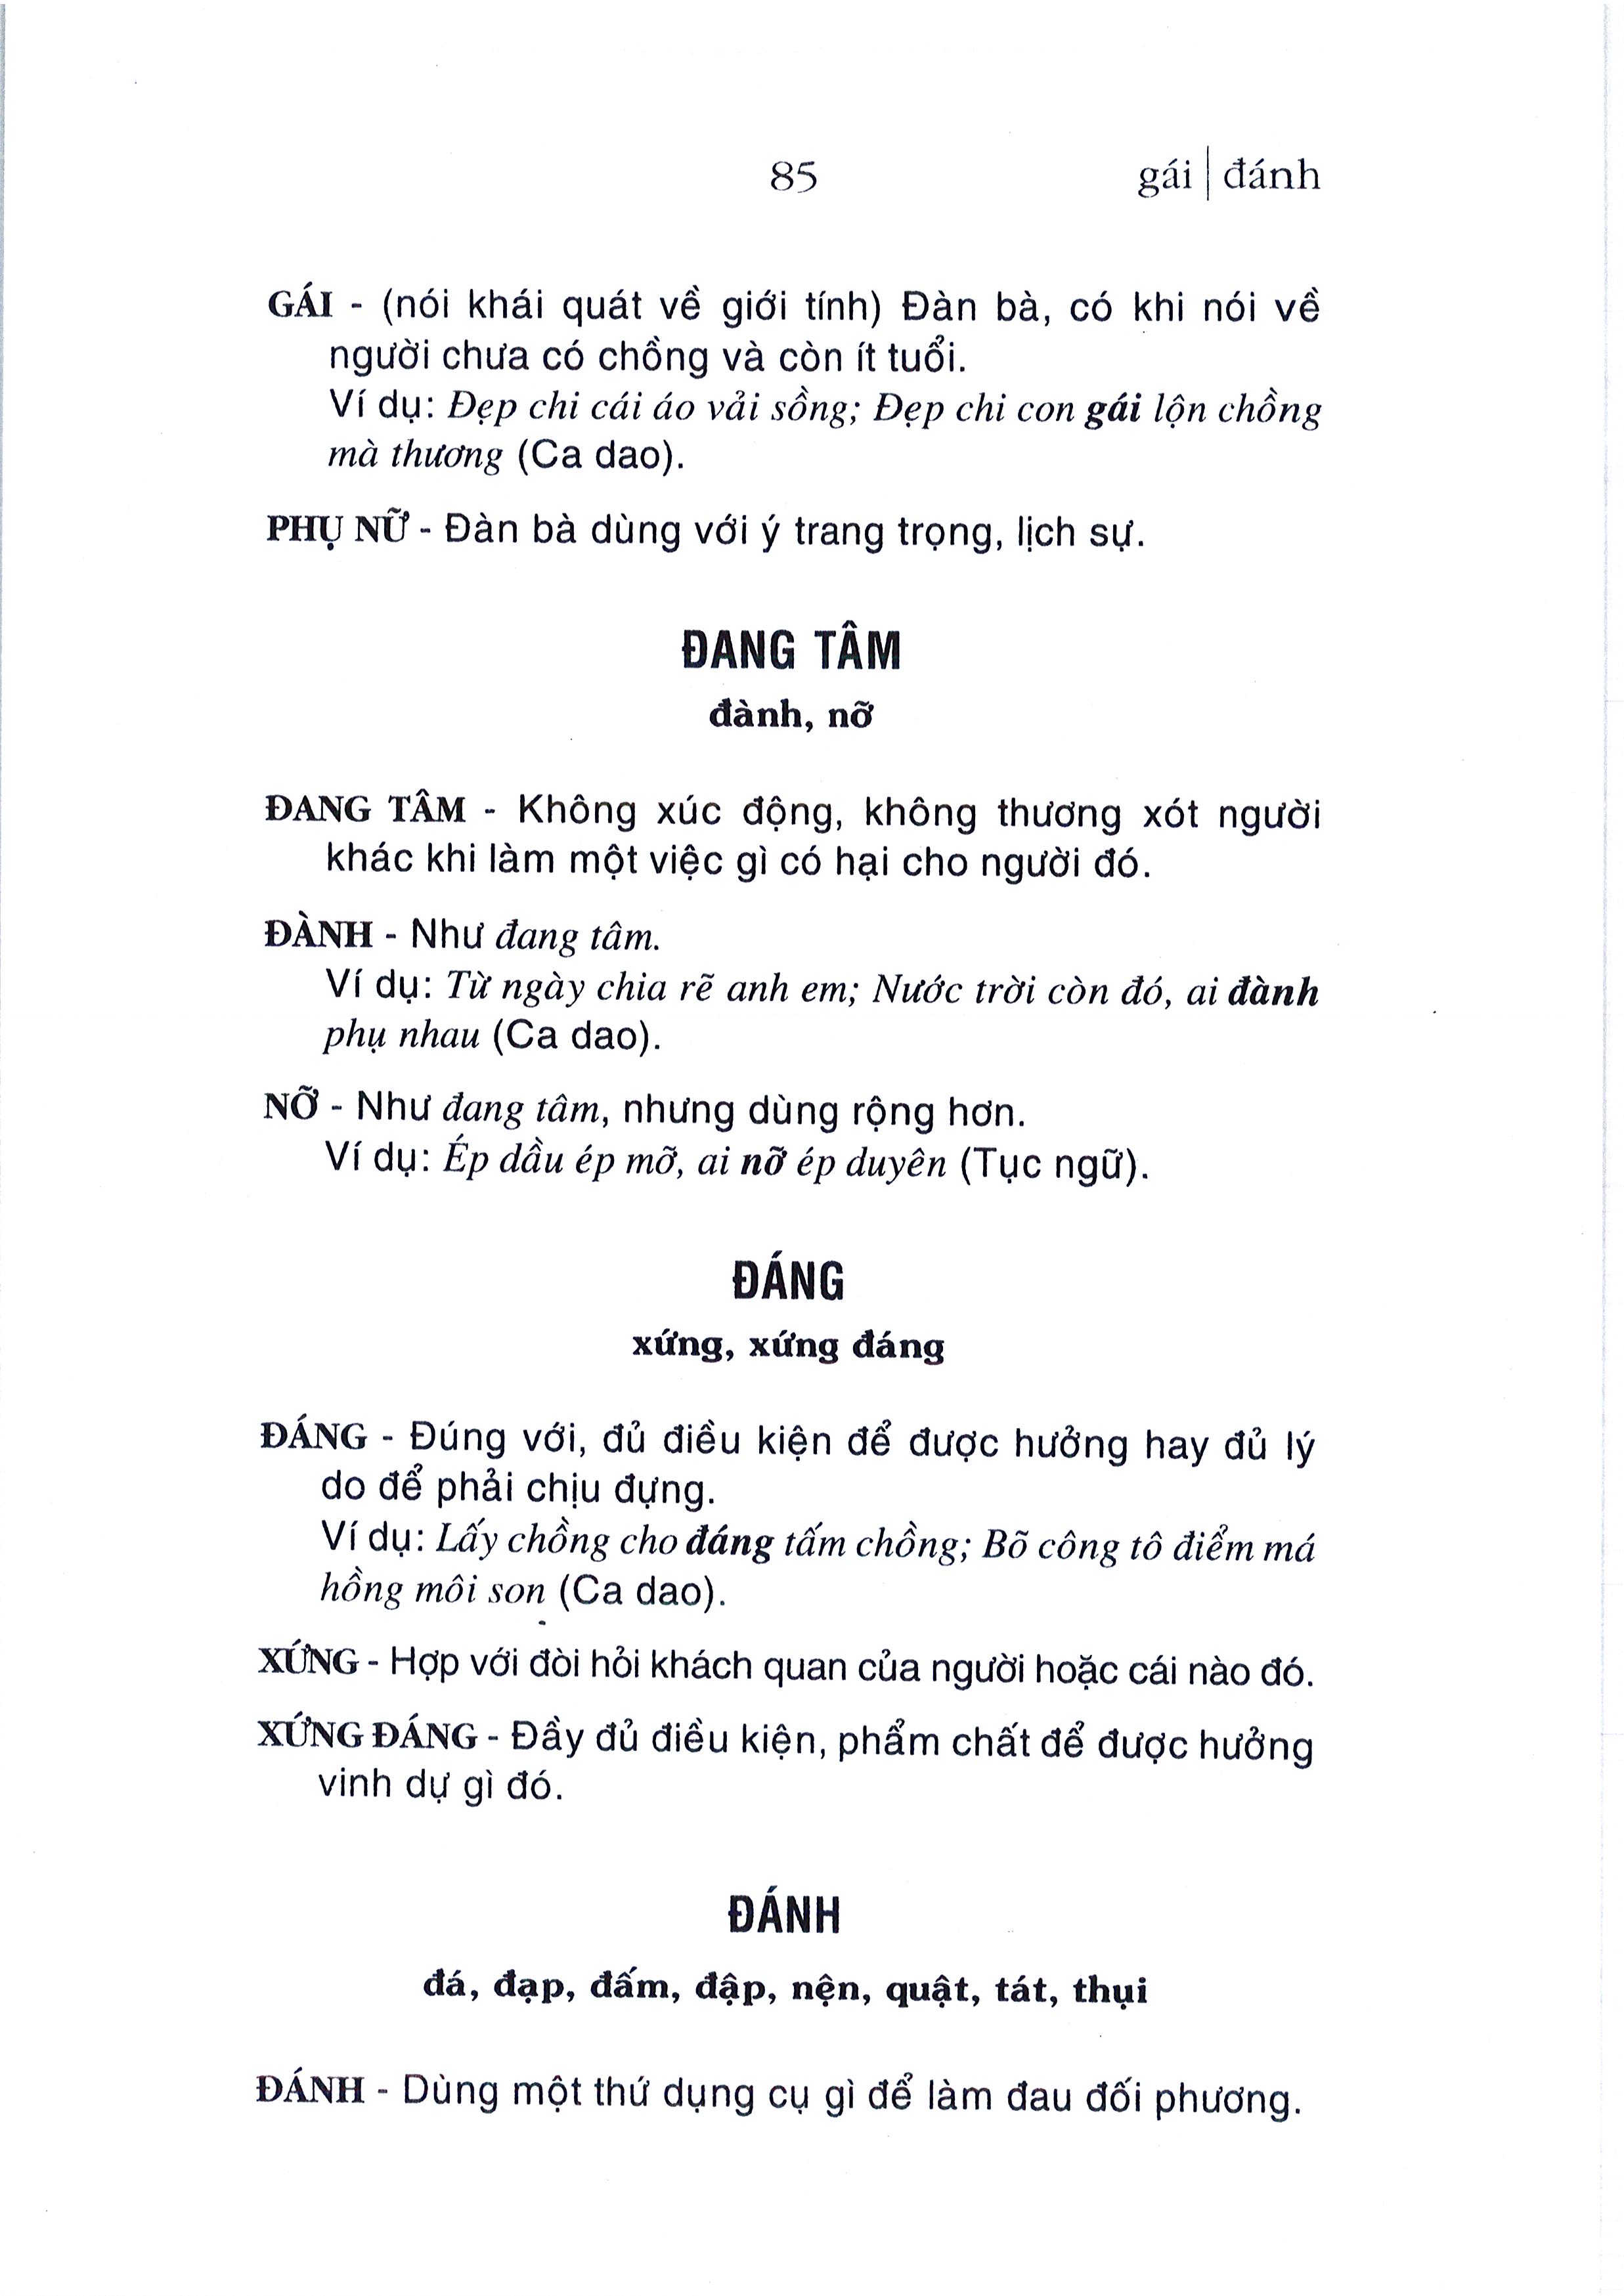 85 gái | đánh
GÁI - (nói khái quát về giới tính) Đàn bà, có khi nói về
người chưa có chồng và còn ít tuổi.
Ví dụ: Đẹp chi cái áo vải sồng; Đẹp chi con gái lộn chồng
mà thương (Ca dao).
PHỤ NỮ - Đàn bà dùng với ý trang trọng, lịch sự.
ĐANG TÂM
đành, nỡ
ĐANG TÂM - Không xúc động, không thương xót người
khác khi làm một việc gì có hại cho người đó.
ĐÀNH - Như đang tâm.
Ví dụ: Từ ngày chia rẽ anh em; Nước trời còn đó, ai đành
phụ nhau (Ca dao).
NỠ - Như đang tâm, nhưng dùng rộng hơn.
Ví dụ: Ép dầu ép mỡ, ai nỡ ép duyên (Tục ngữ).
ĐÁNG
xứng, xứng đáng
ĐÁNG - Đúng với, đủ điều kiện để được hưởng hay đủ lý
do để phải chịu đựng.
Ví dụ: Lấy chồng cho đáng tấm chồng; Bõ công tô điểm má
hồng môi son (Ca dao).
XỨNG - Hợp với đòi hỏi khách quan của người hoặc cái nào đó.
XỨNG ĐÁNG - Đầy đủ điều kiện, phẩm chất để được hưởng
vinh dự gì đó.
ĐÁNH
đá, đạp, đấm, đập, nện, quật, tát, thụi
ĐÁNH - Dùng một thứ dụng cụ gì để làm đau đối phương.